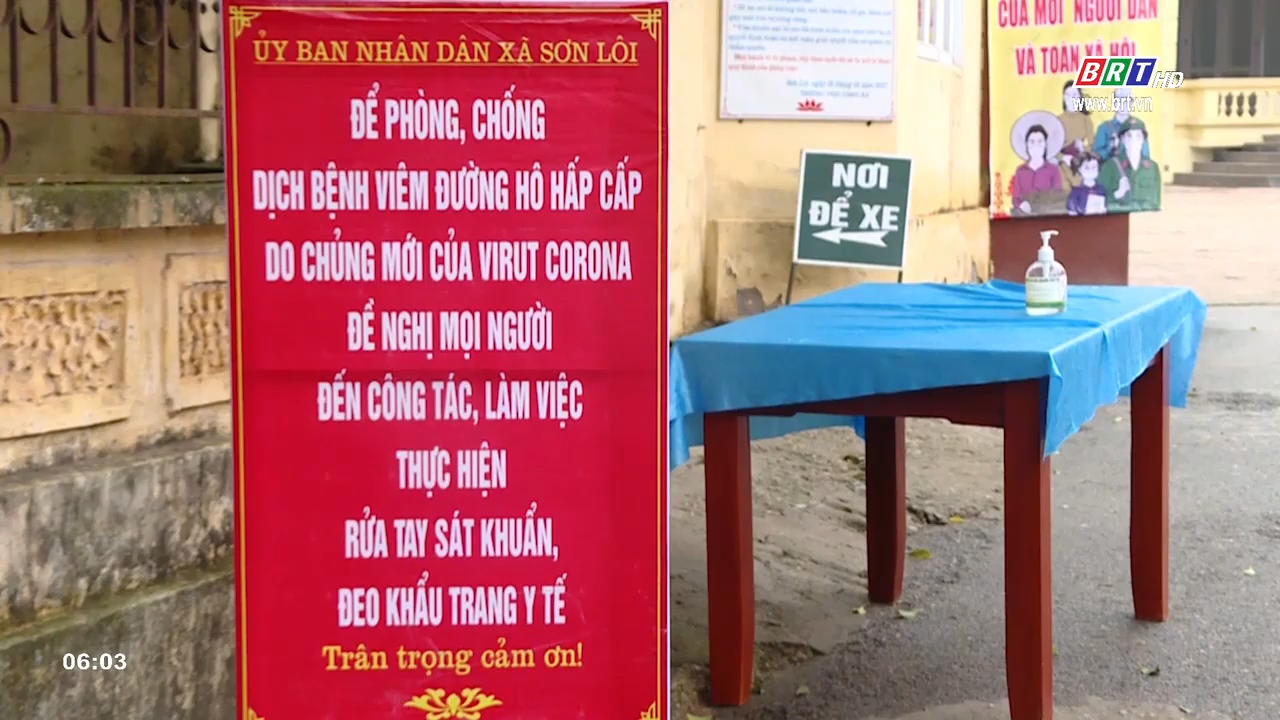 ỦY BAN NHÂN DÂN XÃ SƠN LÔI
ĐỂ PHÒNG, CHỐNG
DỊCH BỆNH VIÊM ĐƯỜNG HÔ HẤP CẤP
DO CHỦNG MỚI CỦA VIRUT CORONA
ĐỀ NGHỊ MỌI NGƯỜI
ĐẾN CÔNG TÁC, LÀM VIỆC
THỰC HIỆN
RỬA TAY SÁT KHUẨN,
ĐEO KHẨU TRANG Y TẾ
Trân trọng cảm ơn!
NƠI
ĐỂ XE
CỦA MỖI NGƯỜI DÂN
VÀ TOÀN XÃ HỘI
BRT HD
www.brt.vn
06:03